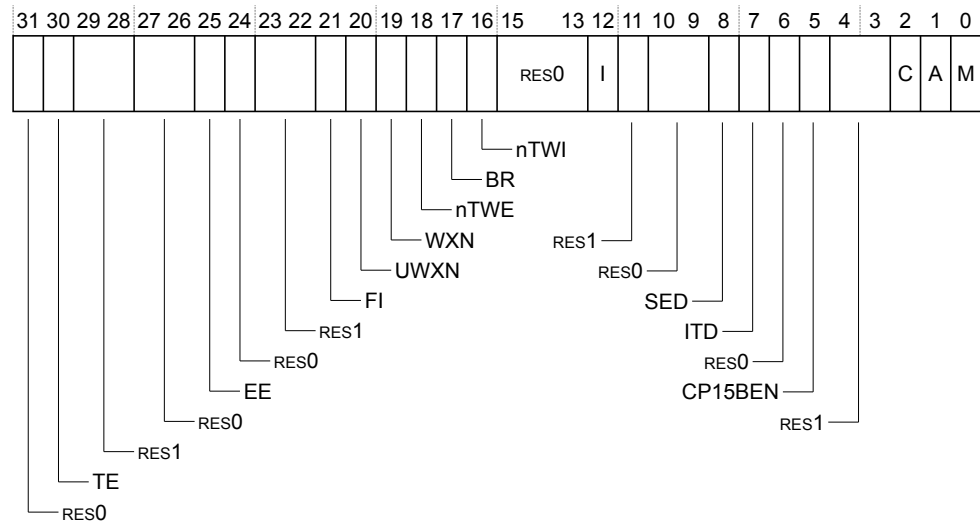 31 30 29 28 27 26 25 24 23 22 21 20 19 18 17 16 15 13 12 11 10 9 8 7 6 5 4 3 2 1 0
RES0 I C A M
nTWI
BR
nTWE
WXN RES1
UWXN RES0
FI SED
RES1 ITD
RES0 RES0
EE CP15BEN
RES0 RES1
RES1
TE
RES0